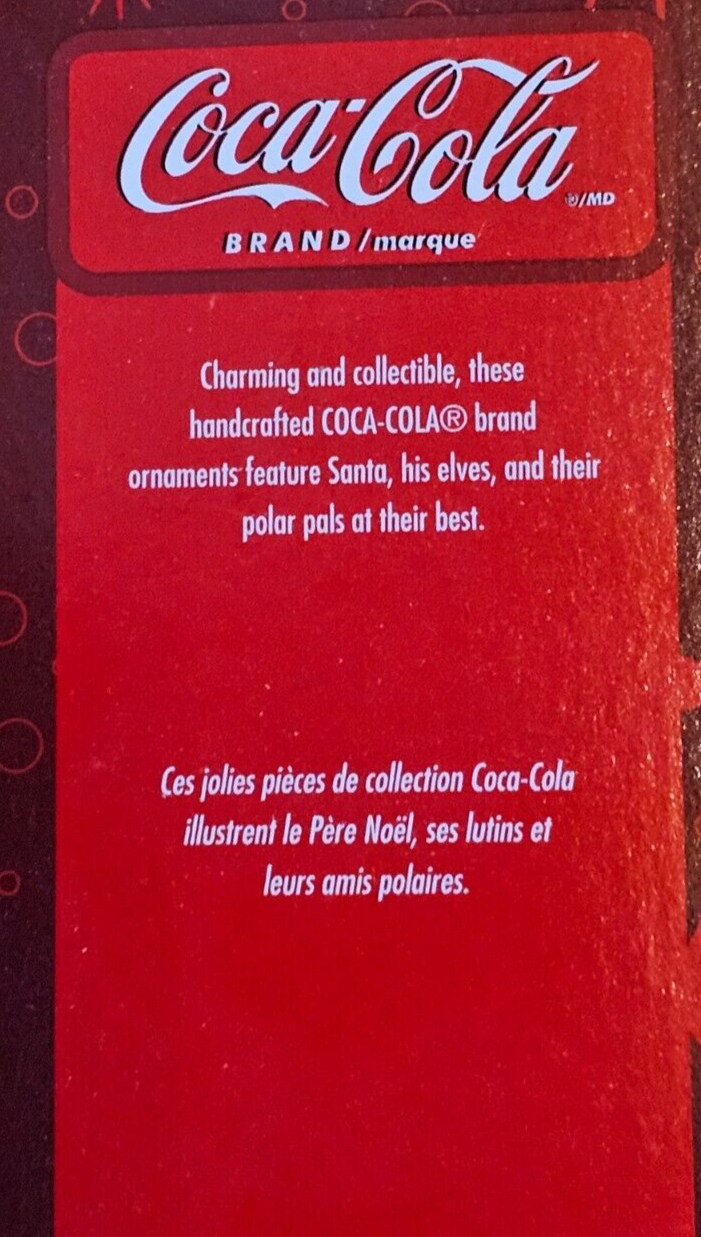 Coca-Cola
®/MD
BRAND/marque
Charming and collectible, these
handcrafted COCA-COLA® brand
ornaments feature Santa, his elves, and their
polar pals at their best.
Ces jolies pièces de collection Coca-Cola
illustrent le Père Noël, ses lutins et
leurs amis polaires.